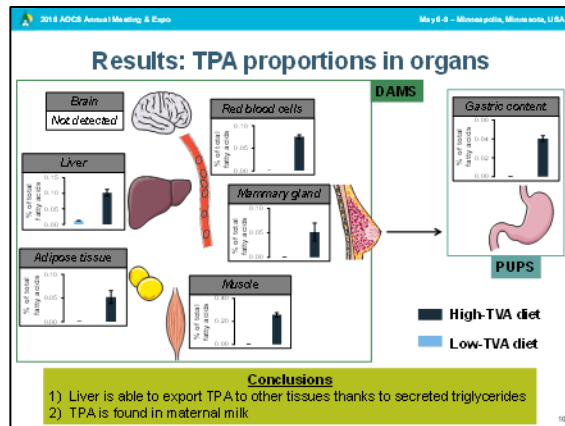 2018 AOCS Annual Meeting & Expo
May 6-9 – Minneapolis, Minnesota, USA
Results: TPA proportions in organs
DAMS
Brain
Not detected
Red blood cells
% of total
fatty acids
0.10
0.05
0.00
Gastric content
% of total
fatty acids
0.06
0.04
0.02
0.00
Liver
% of total
fatty acids
0.15
0.10
0.05
0.00
Mammary gland
% of total
fatty acids
0.10
0.05
0.00
PUPS
Adipose tissue
% of total
fatty acids
0.10
0.05
0.00
Muscle
% of total
fatty acids
0.40
0.20
0.00
High-TVA diet
Low-TVA diet
Conclusions
1) Liver is able to export TPA to other tissues thanks to secreted triglycerides
2) TPA is found in maternal milk